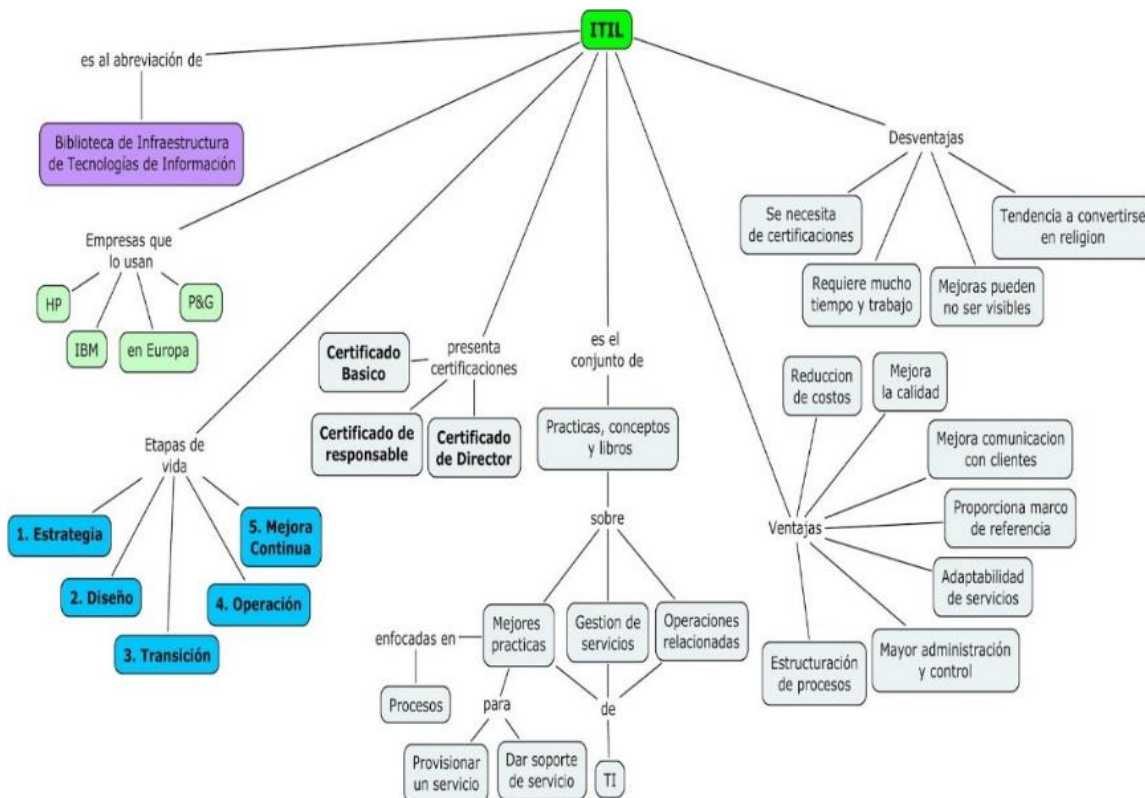 ITIL
es al abreviación de
Biblioteca de Infraestructura
de Tecnologías de Información
Empresas que
lo usan
HP
IBM
en Europa
P&G
Etapas de
vida
1. Estrategia
2. Diseño
3. Transición
4. Operación
5. Mejora
Continua
presenta
certificaciones
Certificado
Basico
Certificado de
responsable
Certificado
de Director
es el
conjunto de
Practicas, conceptos
y libros
sobre
Mejores
practicas
Gestion de
servicios
Operaciones
relacionadas
enfocadas en
Procesos
para
Provisionar
un servicio
Dar soporte
de servicio
de
TI
Desventajas
Se necesita
de certificaciones
Requiere mucho
tiempo y trabajo
Mejoras pueden
no ser visibles
Tendencia a convertirse
en religion
Ventajas
Reduccion
de costos
Mejora
la calidad
Mejora comunicacion
con clientes
Proporciona marco
de referencia
Adaptabilidad
de servicios
Mayor administración
y control
Estructuración
de procesos